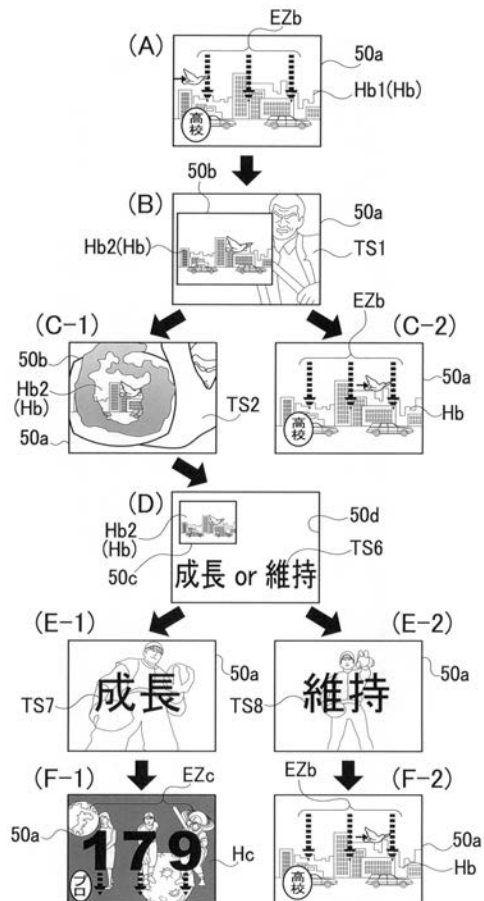 EZb
(A)
50a
Hb1(Hb)
高校
50b
(B)
50a
Hb2(Hb)
TS1
(C-1)
EZb
(C-2)
50b
Hb2
(Hb)
50a
TS2
50a
Hb
高校
(D)
Hb2
(Hb)
50d
50c
TS6
成長 or 維持
(E-1)
(E-2)
50a
50a
成長
維持
TS7
TS8
(F-1)
EZc
EZb
(F-2)
50a
179
Hc
プロ
50a
Hb
高校